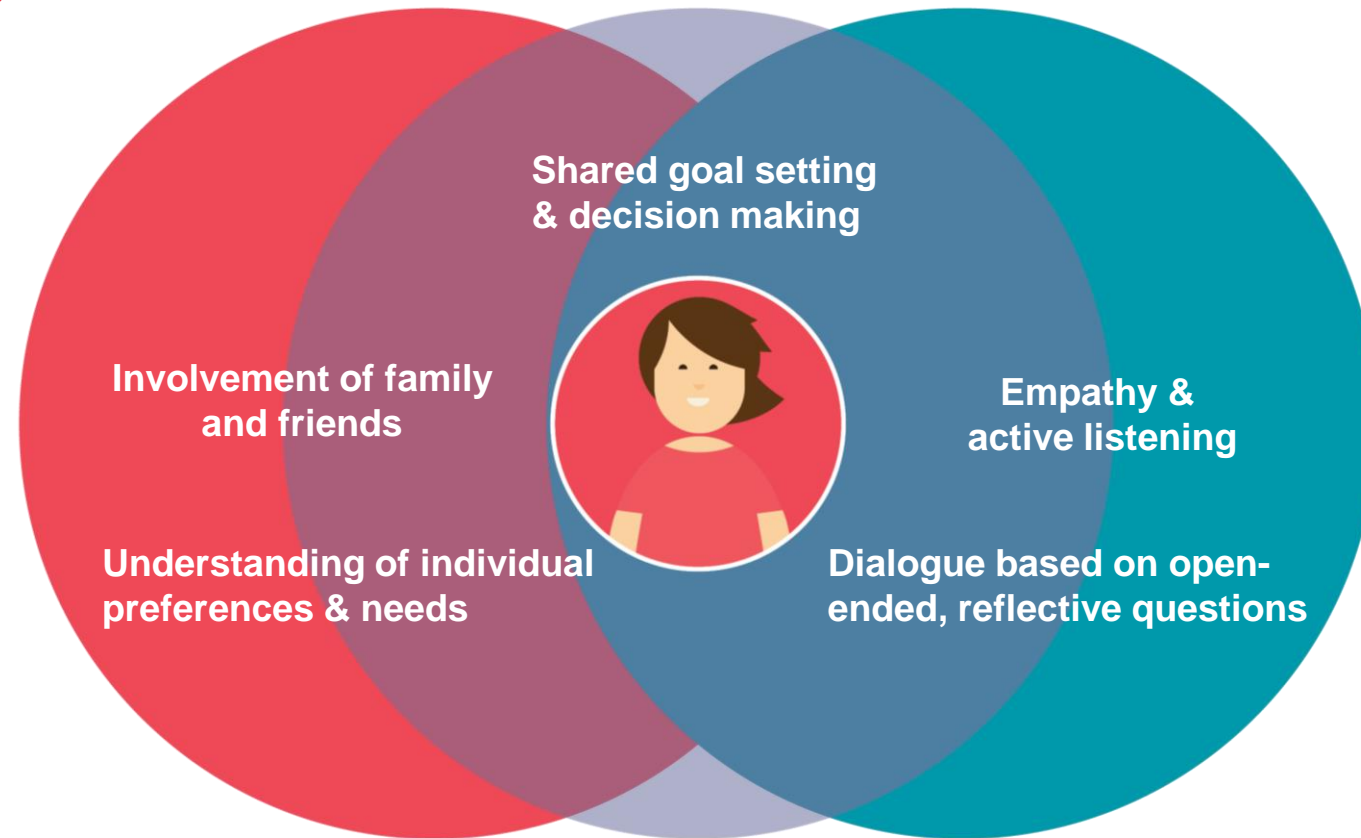 Shared goal setting
& decision making
Involvement of family
and friends
Empathy &
active listening
Understanding of individual
preferences & needs
Dialogue based on open-
ended, reflective questions